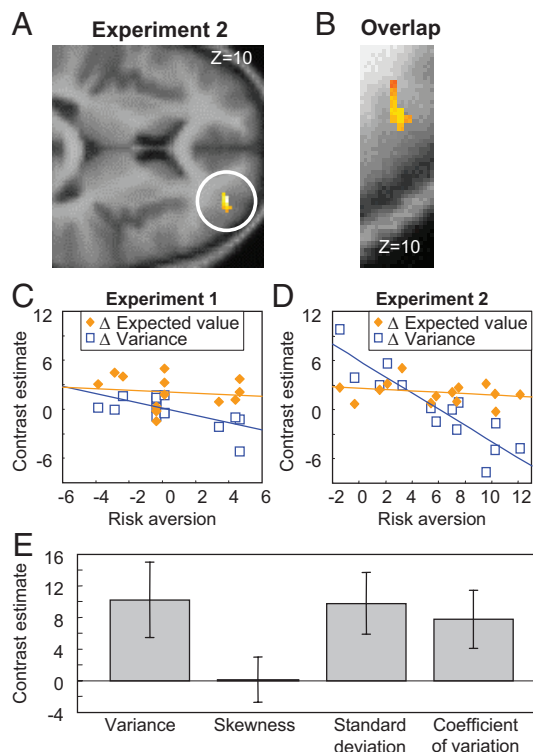 A
Experiment 2
Z=10
B
Overlap
Z=10
C
Experiment 1
Δ Expected value
Δ Variance
Contrast estimate
12
6
0
-6
-6 -4 -2 0 2 4 6
Risk aversion
D
Experiment 2
Δ Expected value
Δ Variance
Contrast estimate
12
6
0
-6
-2 0 2 4 6 8 10 12
Risk aversion
E
Contrast estimate
16
12
8
4
0
-4
Variance
Skewness
Standard
deviation
Coefficient
of variation